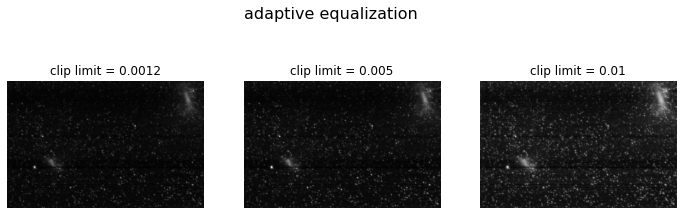 adaptive equalization
clip limit = 0.0012
clip limit = 0.005
clip limit = 0.01